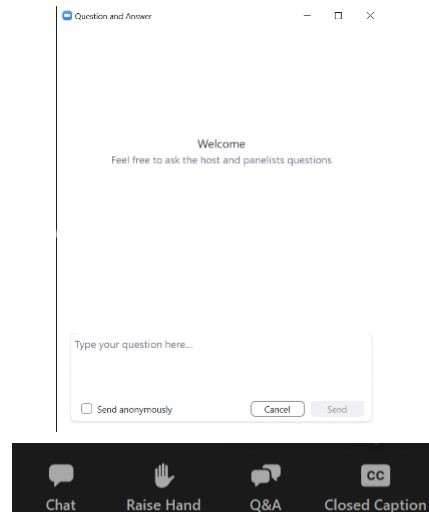 Question and Answer
Welcome
Feel free to ask the host and panelists questions
Type your question here...
Send anonymously
Cancel
Send
CC
Chat
Raise Hand
Q&A
Closed Caption